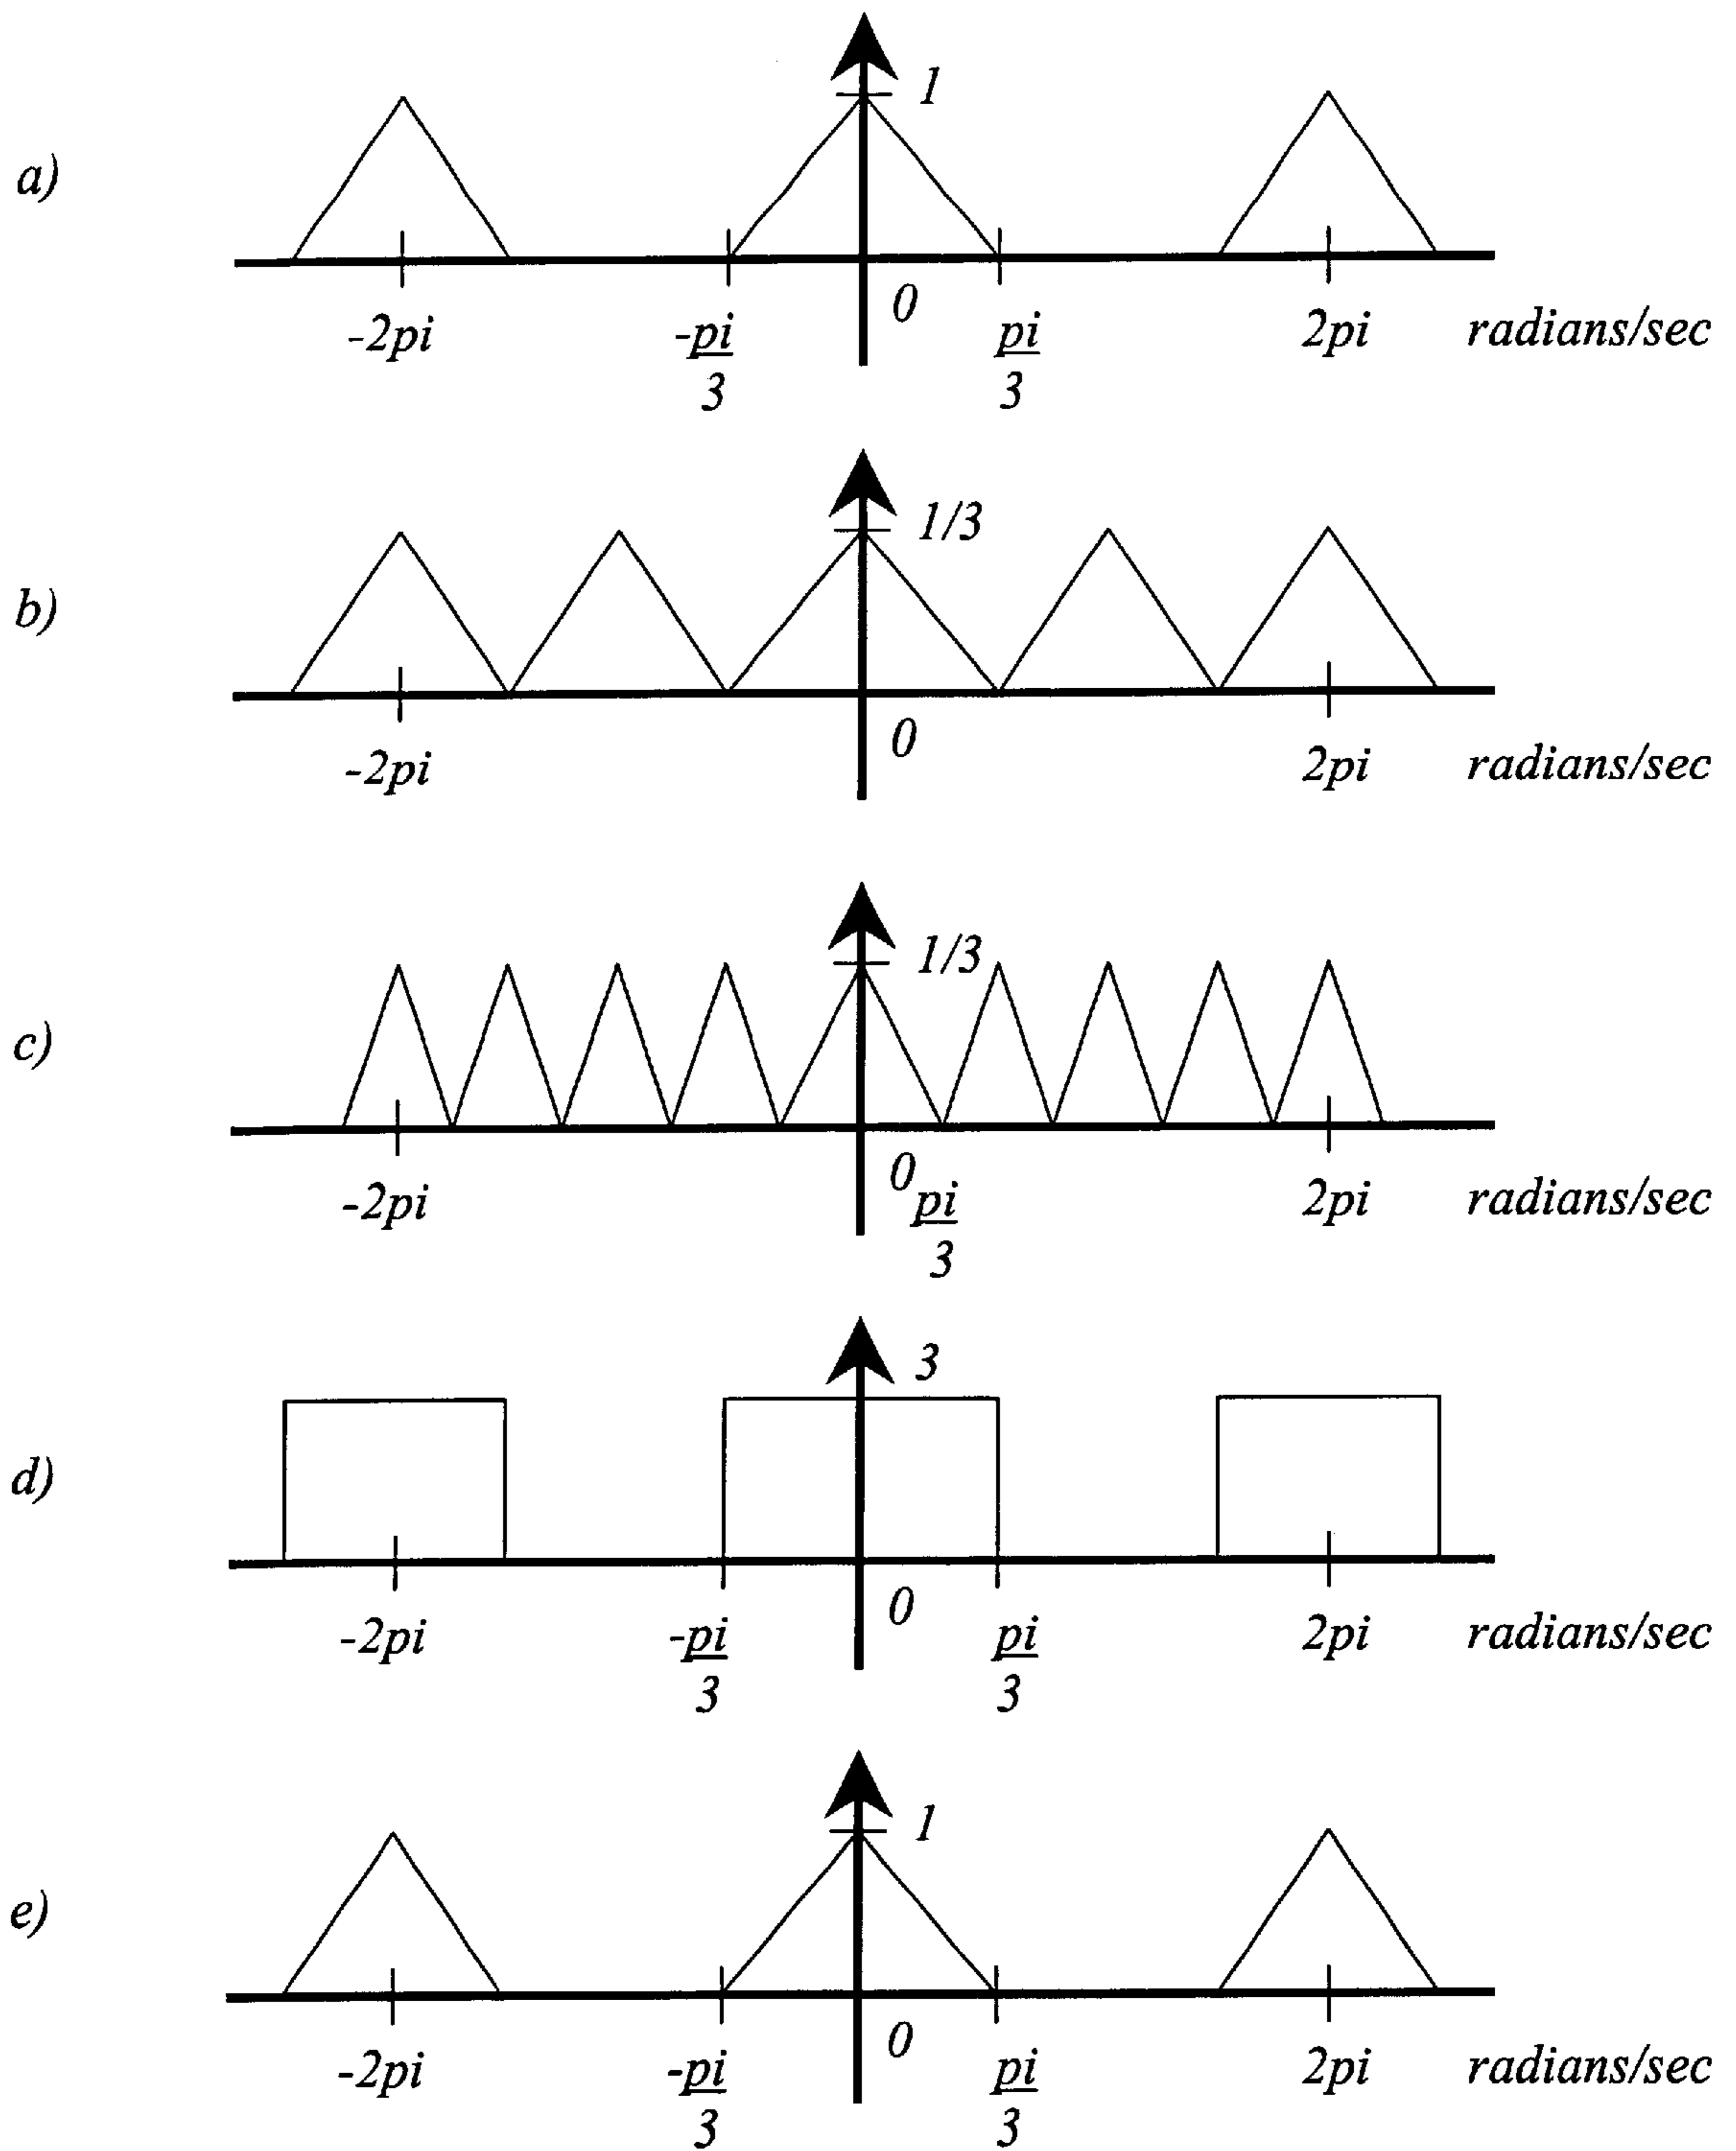 1
a)
0
-2pi -pi pi 2pi radians/sec
3 3
1/3
b)
0
-2pi 2pi radians/sec
1/3
c)
0
-2pi pi 2pi radians/sec
3
3
d)
0
-2pi -pi pi 2pi radians/sec
3 3
1
e)
0
-2pi -pi pi 2pi radians/sec
3 3